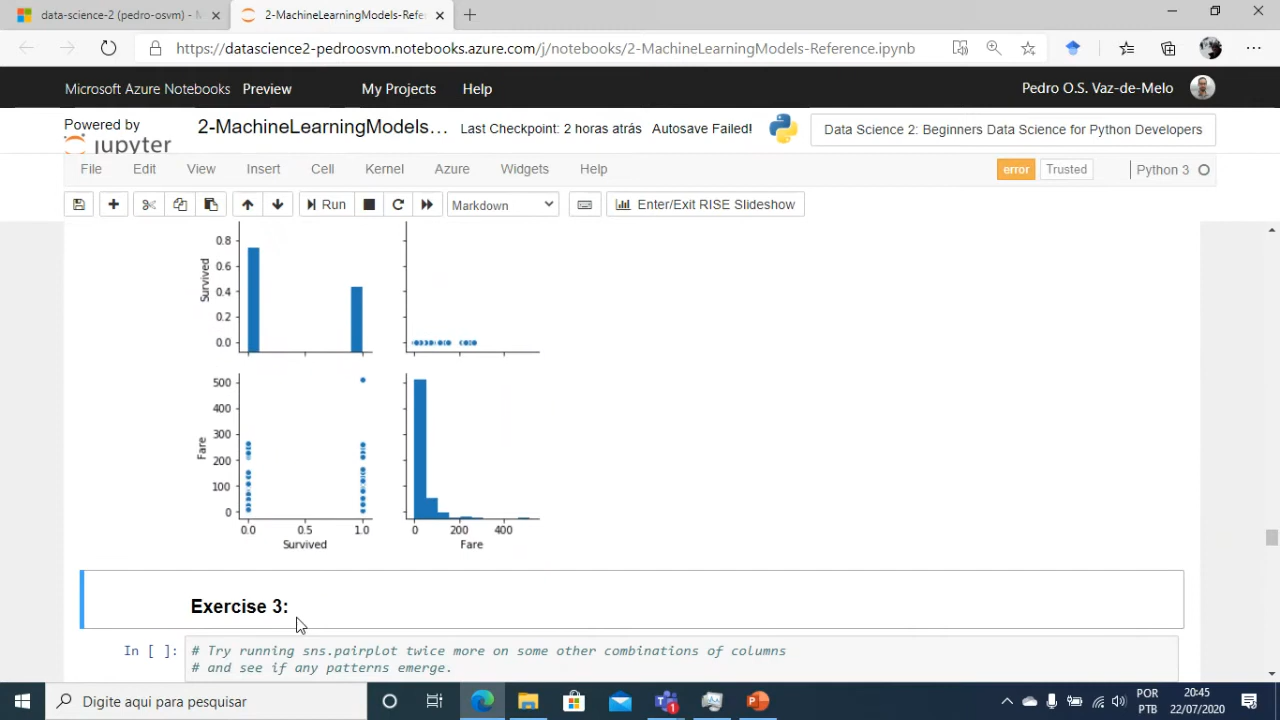 data-science-2 (pedro-osvm) - M
2-MachineLearningModels-Refere
https://datascience2-pedroosvm.notebooks.azure.com/j/notebooks/2-MachineLearningModels-Reference.ipynb
Microsoft Azure Notebooks Preview My Projects Help Pedro O.S. Vaz-de-Melo
Powered by
jupyter
2-MachineLearningModels... Last Checkpoint: 2 horas atrás Autosave Failed! Data Science 2: Beginners Data Science for Python Developers
File Edit View Insert Cell Kernel Azure Widgets Help error Trusted Python 3
Run Markdown Enter/Exit RISE Slideshow
0.8
0.6
0.4
0.2
0.0
Survived
500
400
300
200
100
0
Fare
0.0 0.5 1.0 0 200 400
Survived Fare
Exercise 3:
In [ ]: # Try running sns.pairplot twice more on some other combinations of columns
# and see if any patterns emerge.
Digite aqui para pesquisar
1
POR
PTB
20:45
22/07/2020